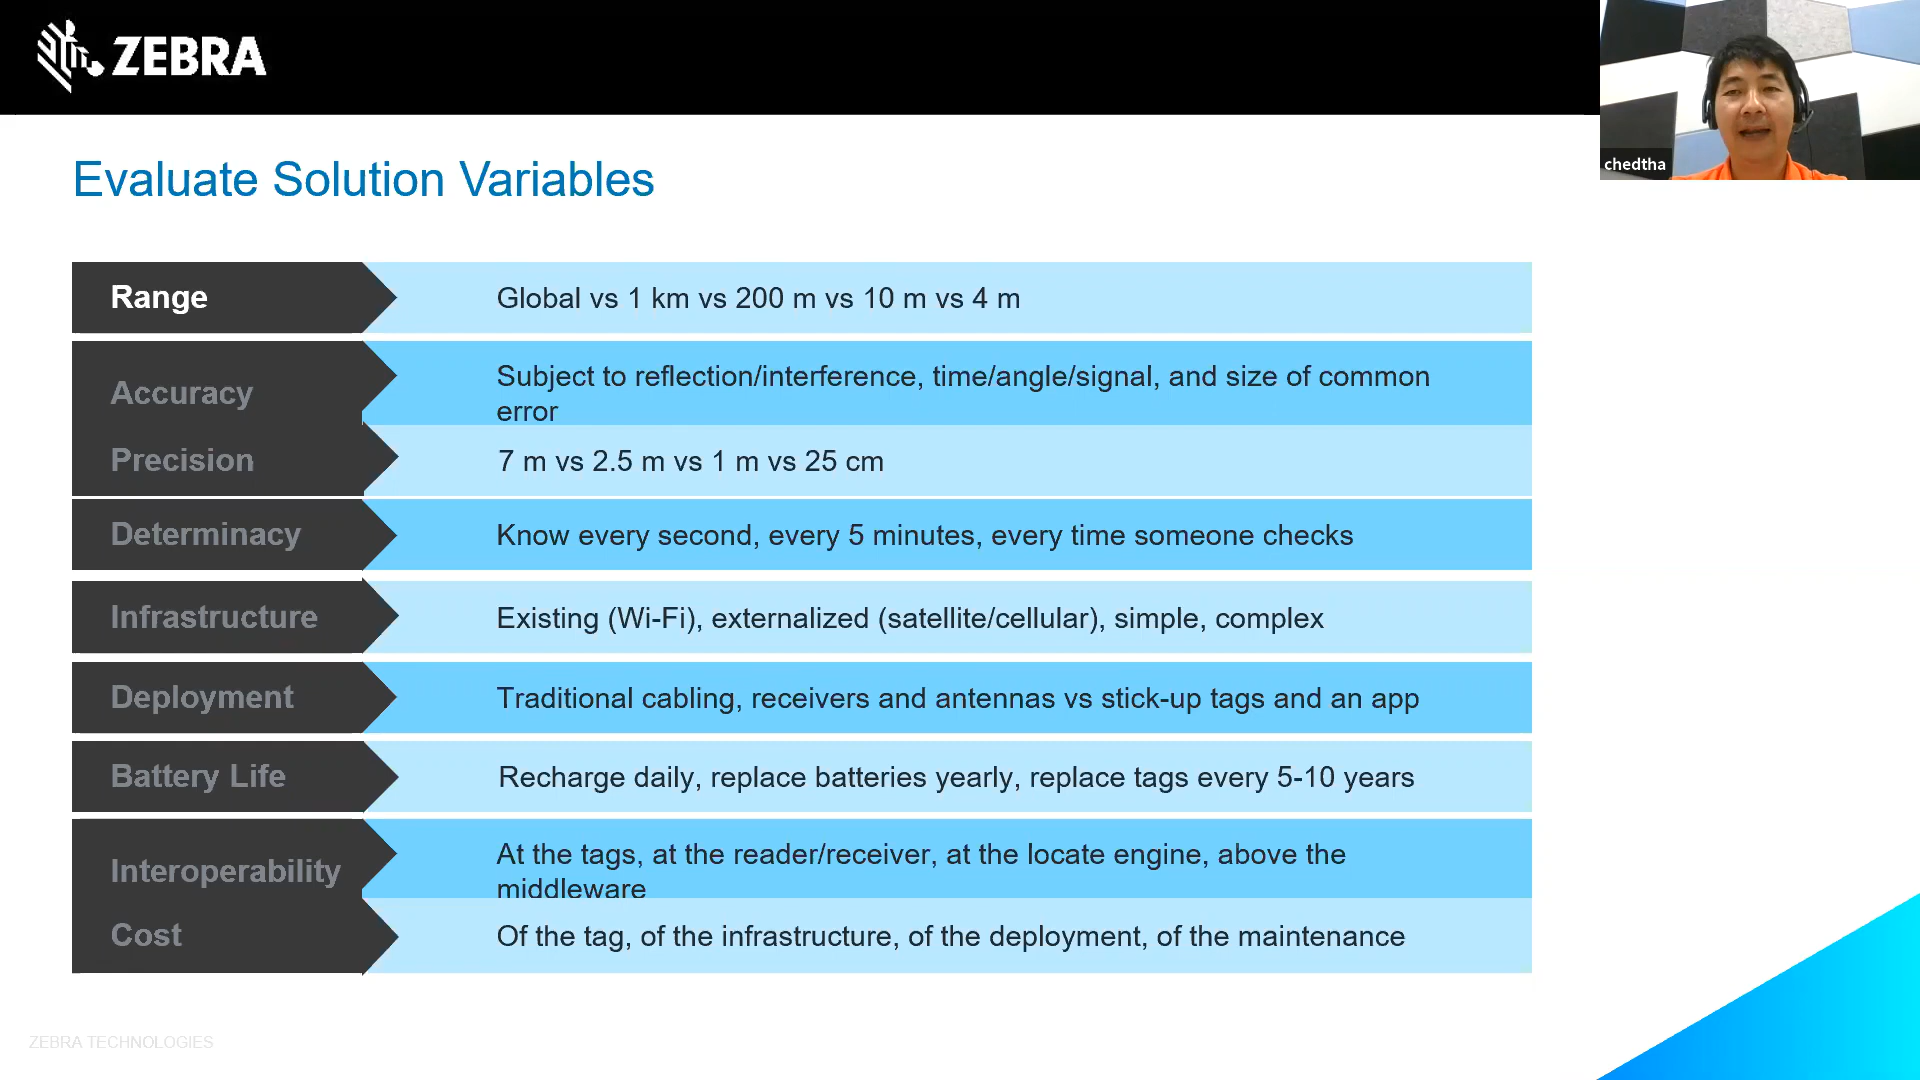 ZEBRA
chedtha
Evaluate Solution Variables
Range
Global vs 1 km vs 200 m vs 10 m vs 4 m
Accuracy
Subject to reflection/interference, time/angle/signal, and size of common
error
Precision
7 m vs 2.5 m vs 1 m vs 25 cm
Determinacy
Know every second, every 5 minutes, every time someone checks
Infrastructure
Existing (Wi-Fi), externalized (satellite/cellular), simple, complex
Deployment
Traditional cabling, receivers and antennas vs stick-up tags and an app
Battery Life
Recharge daily, replace batteries yearly, replace tags every 5-10 years
Interoperability
At the tags, at the reader/receiver, at the locate engine, above the
middleware
Cost
Of the tag, of the infrastructure, of the deployment, of the maintenance
ZEBRA TECHNOLOGIES